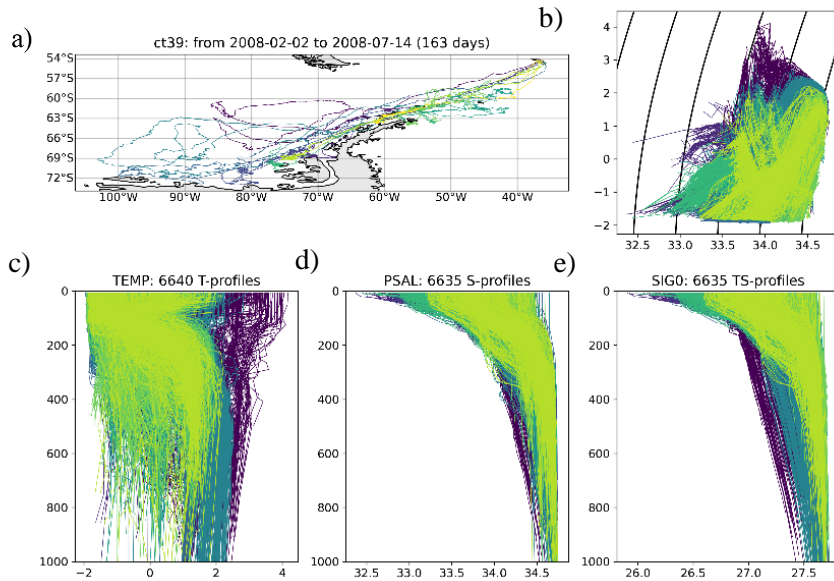 a)
ct39: from 2008-02-02 to 2008-07-14 (163 days)
54°S
57°S
60°S
63°S
66°S
69°S
72°S
100°W 90°W 80°W 70°W 60°W 50°W 40°W
b)
4
3
2
1
0
−1
−2
32.5 33.0 33.5 34.0 34.5
c)
TEMP: 6640 T-profiles
0
200
400
600
800
1000
−2 0 2 4
d)
PSAL: 6635 S-profiles
0
200
400
600
800
1000
32.5 33.0 33.5 34.0 34.5
e)
SIG0: 6635 TS-profiles
0
200
400
600
800
1000
26.0 26.5 27.0 27.5